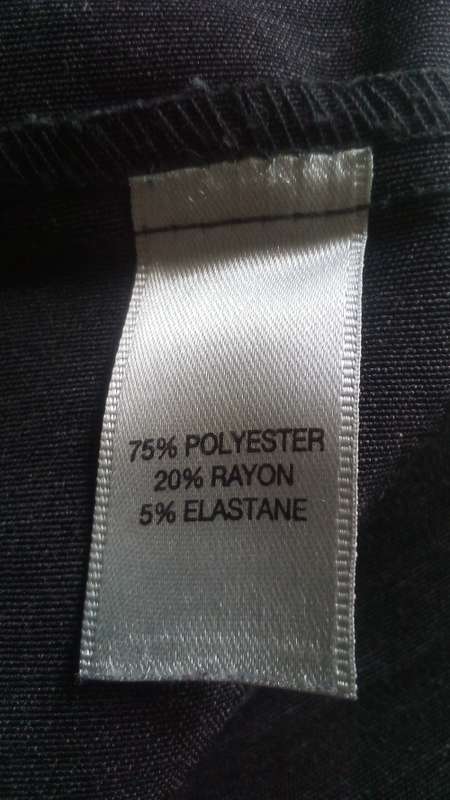 75% POLYESTER
20% RAYON
5% ELASTANE